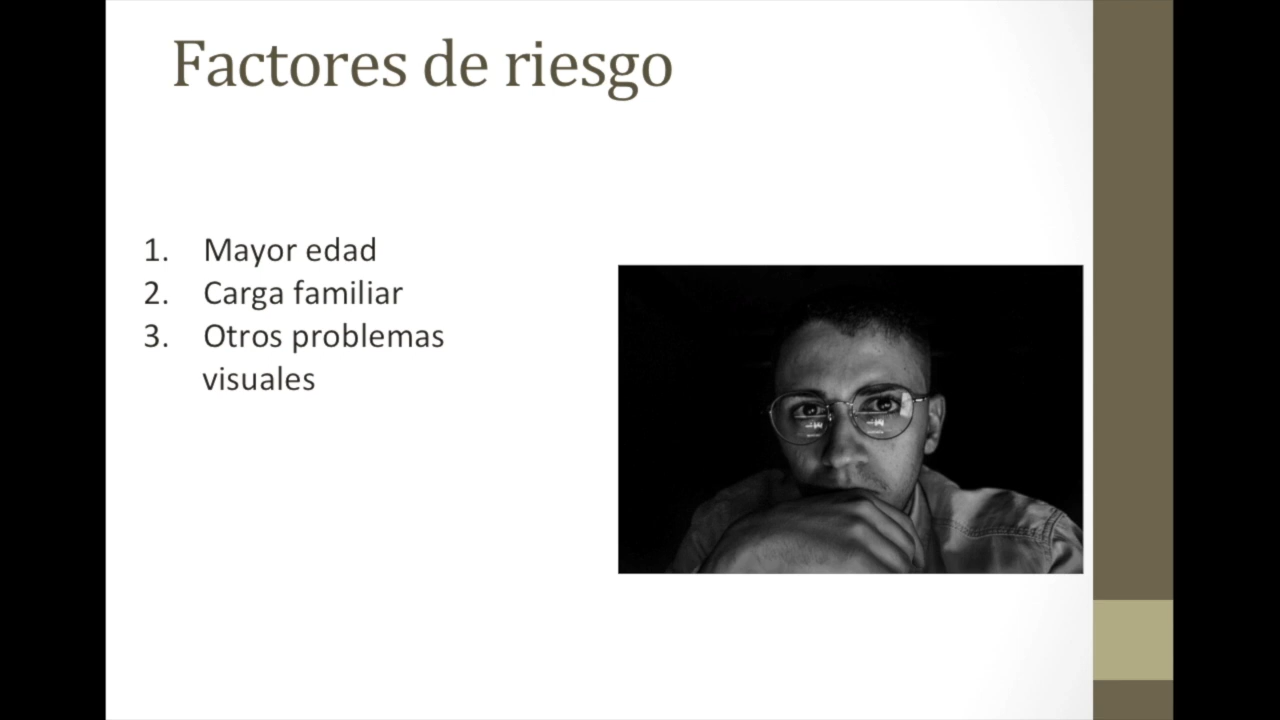 Factores de riesgo
1. Mayor edad
2. Carga familiar
3. Otros problemas
visuales